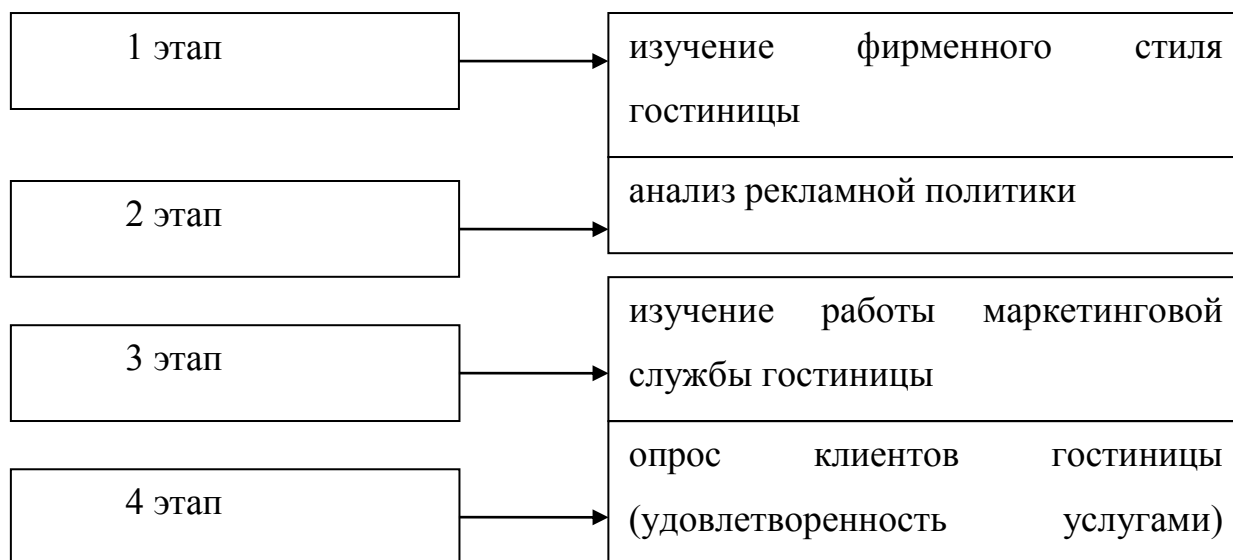 1 этап
изучение фирменного стиля
гостиницы
2 этап
анализ рекламной политики
3 этап
изучение работы маркетинговой
службы гостиницы
4 этап
опрос клиентов гостиницы
(удовлетворенность услугами)